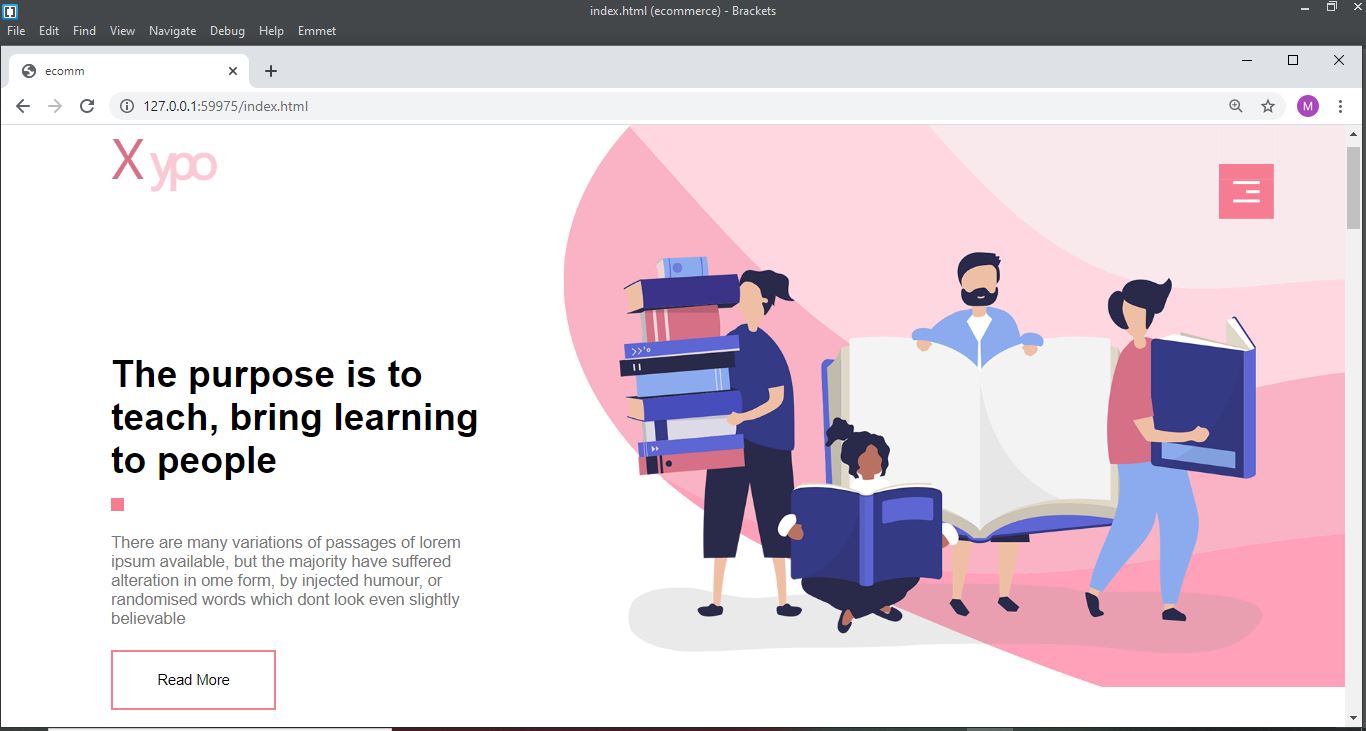 index.html (ecommerce) - Brackets
File Edit Find View Navigate Debug Help Emmet
ecomm
127.0.0.1:59975/index.html
M
X ypo
The purpose is to
teach, bring learning
to people
There are many variations of passages of lorem
ipsum available, but the majority have suffered
alteration in ome form, by injected humour, or
randomised words which dont look even slightly
believable
Read More